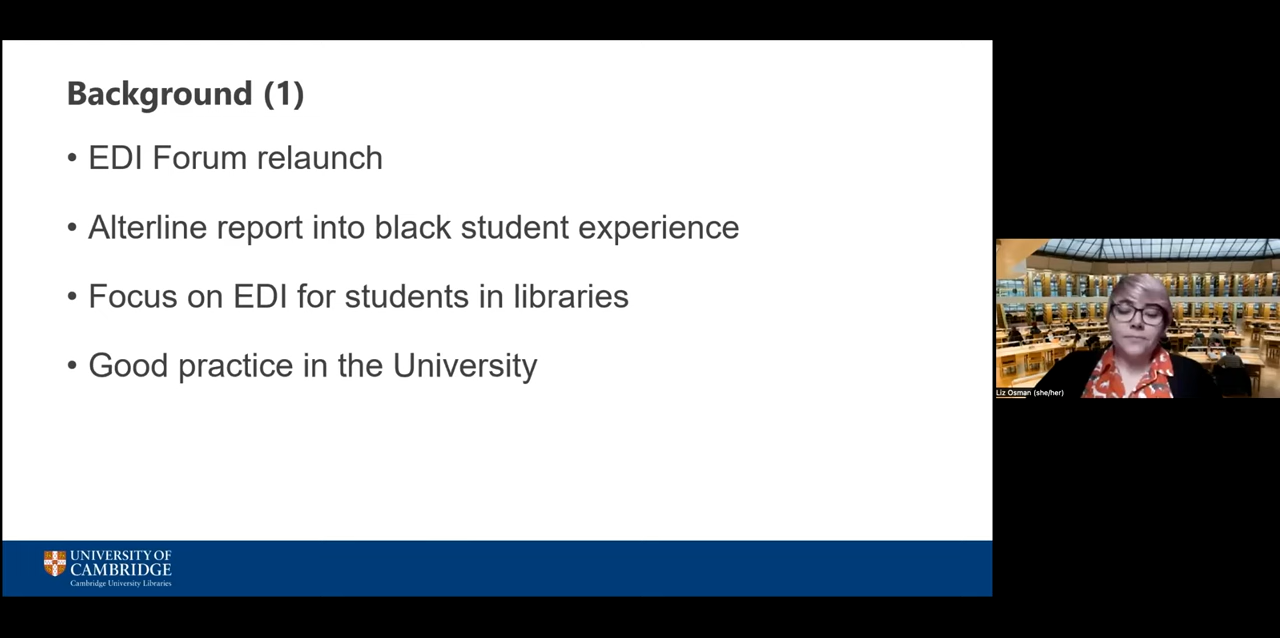 Background (1)
• EDI Forum relaunch
• Alterline report into black student experience
• Focus on EDI for students in libraries
• Good practice in the University
UNIVERSITY OF
CAMBRIDGE
Cambridge University Libraries
Liz Osman (she/her)